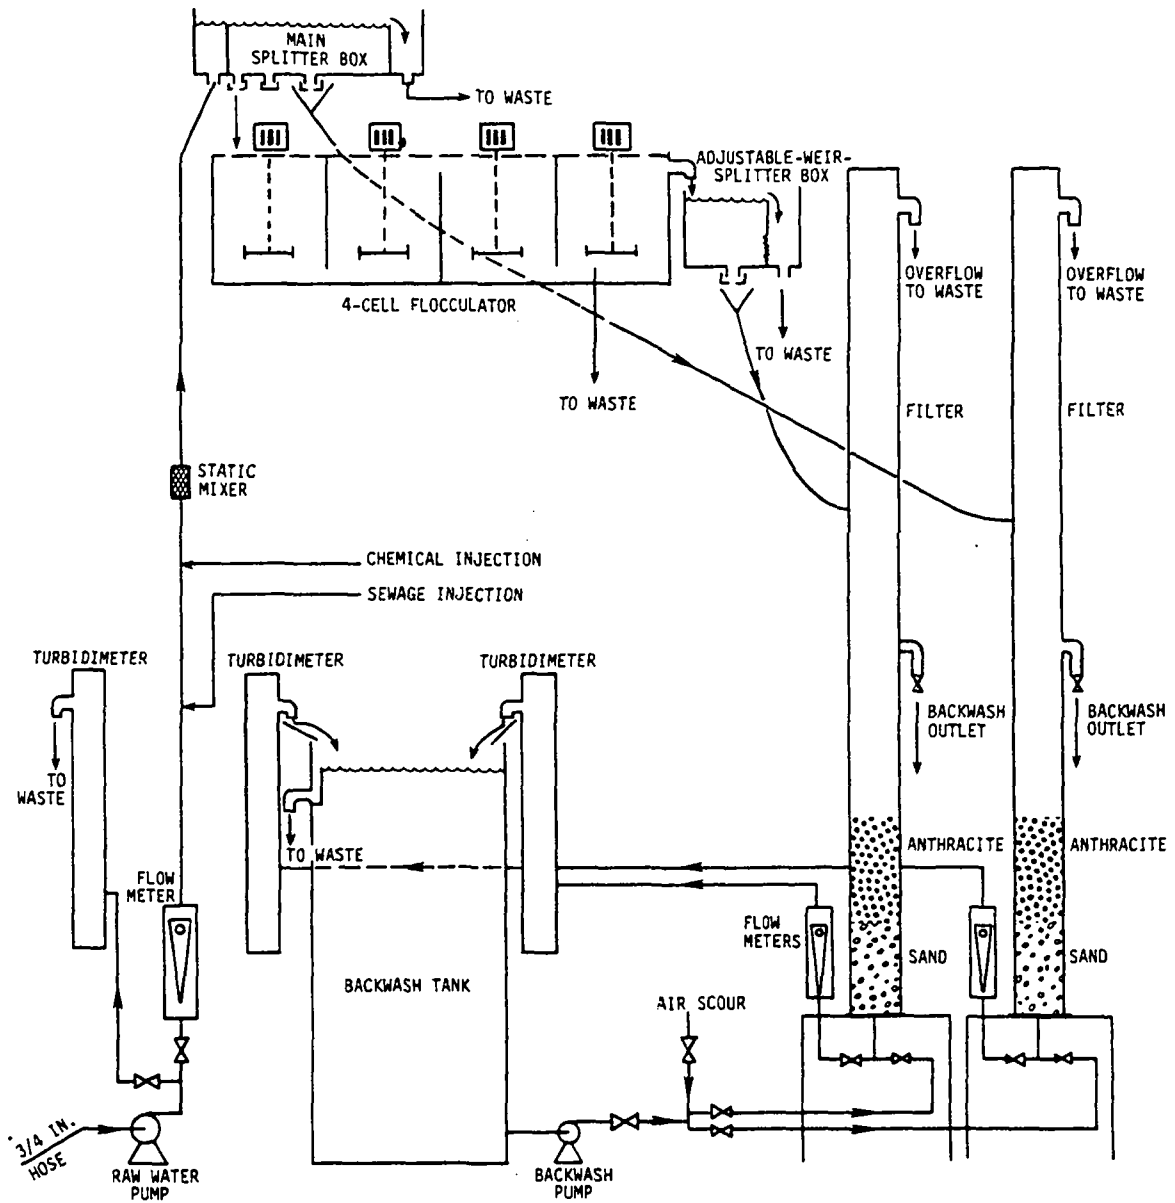 MAIN
SPLITTER BOX
TO WASTE
ADJUSTABLE-WEIR-
SPLITTER BOX
4-CELL FLOCCULATOR
TO WASTE
TO WASTE
OVERFLOW
TO WASTE
OVERFLOW
TO WASTE
FILTER
FILTER
STATIC
MIXER
CHEMICAL INJECTION
SEWAGE INJECTION
TURBIDIMETER
TURBIDIMETER
TURBIDIMETER
BACKWASH
OUTLET
BACKWASH
OUTLET
TO
WASTE
TO WASTE
ANTHRACITE
ANTHRACITE
FLOW
METER
FLOW
METERS
SAND
SAND
BACKWASH TANK
AIR SCOUR
3/4 IN.
HOSE
RAW WATER
PUMP
BACKWASH
PUMP